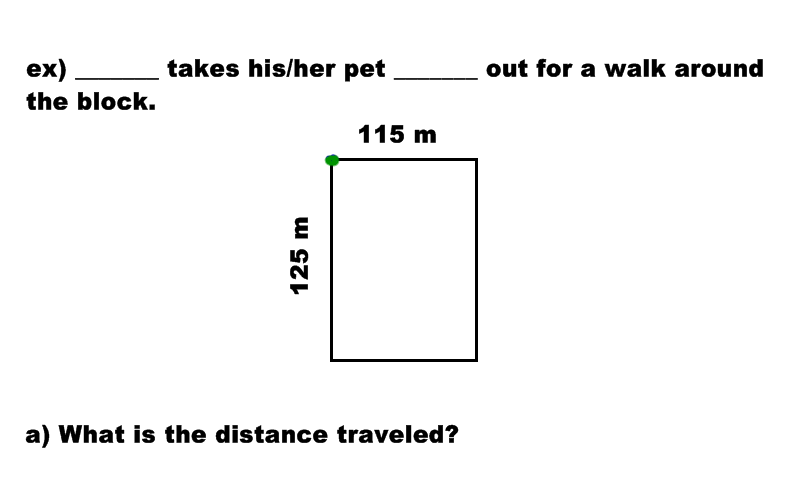 ex) _______ takes his/her pet _______ out for a walk around
the block.
115 m
125 m
a) What is the distance traveled?